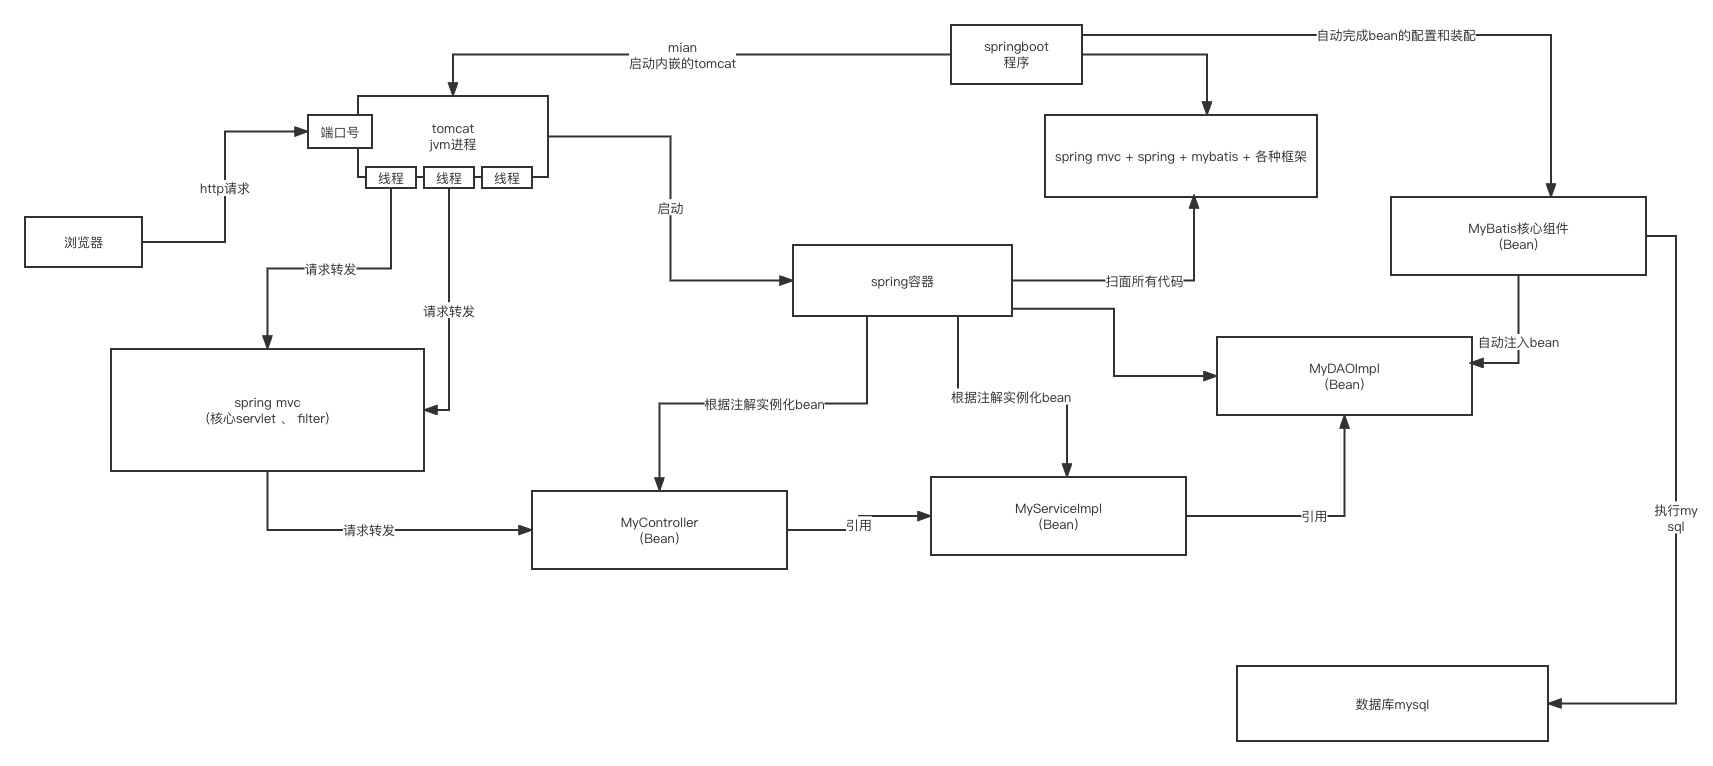 springboot
程序
自动完成bean的配置和装配
mian
启动内嵌的tomcat
端口号
tomcat
jvm进程
线程
线程
线程
spring mvc + spring + mybatis + 各种框架
http请求
启动
浏览器
MyBatis核心组件
(Bean)
请求转发
spring容器
扫面所有代码
请求转发
自动注入bean
MyDAOImpl
(Bean)
spring mvc
(核心servlet 、 filter)
根据注解实例化bean
根据注解实例化bean
MyController
(Bean)
引用
MyServiceImpl
(Bean)
引用
执行my
sql
请求转发
数据库mysql